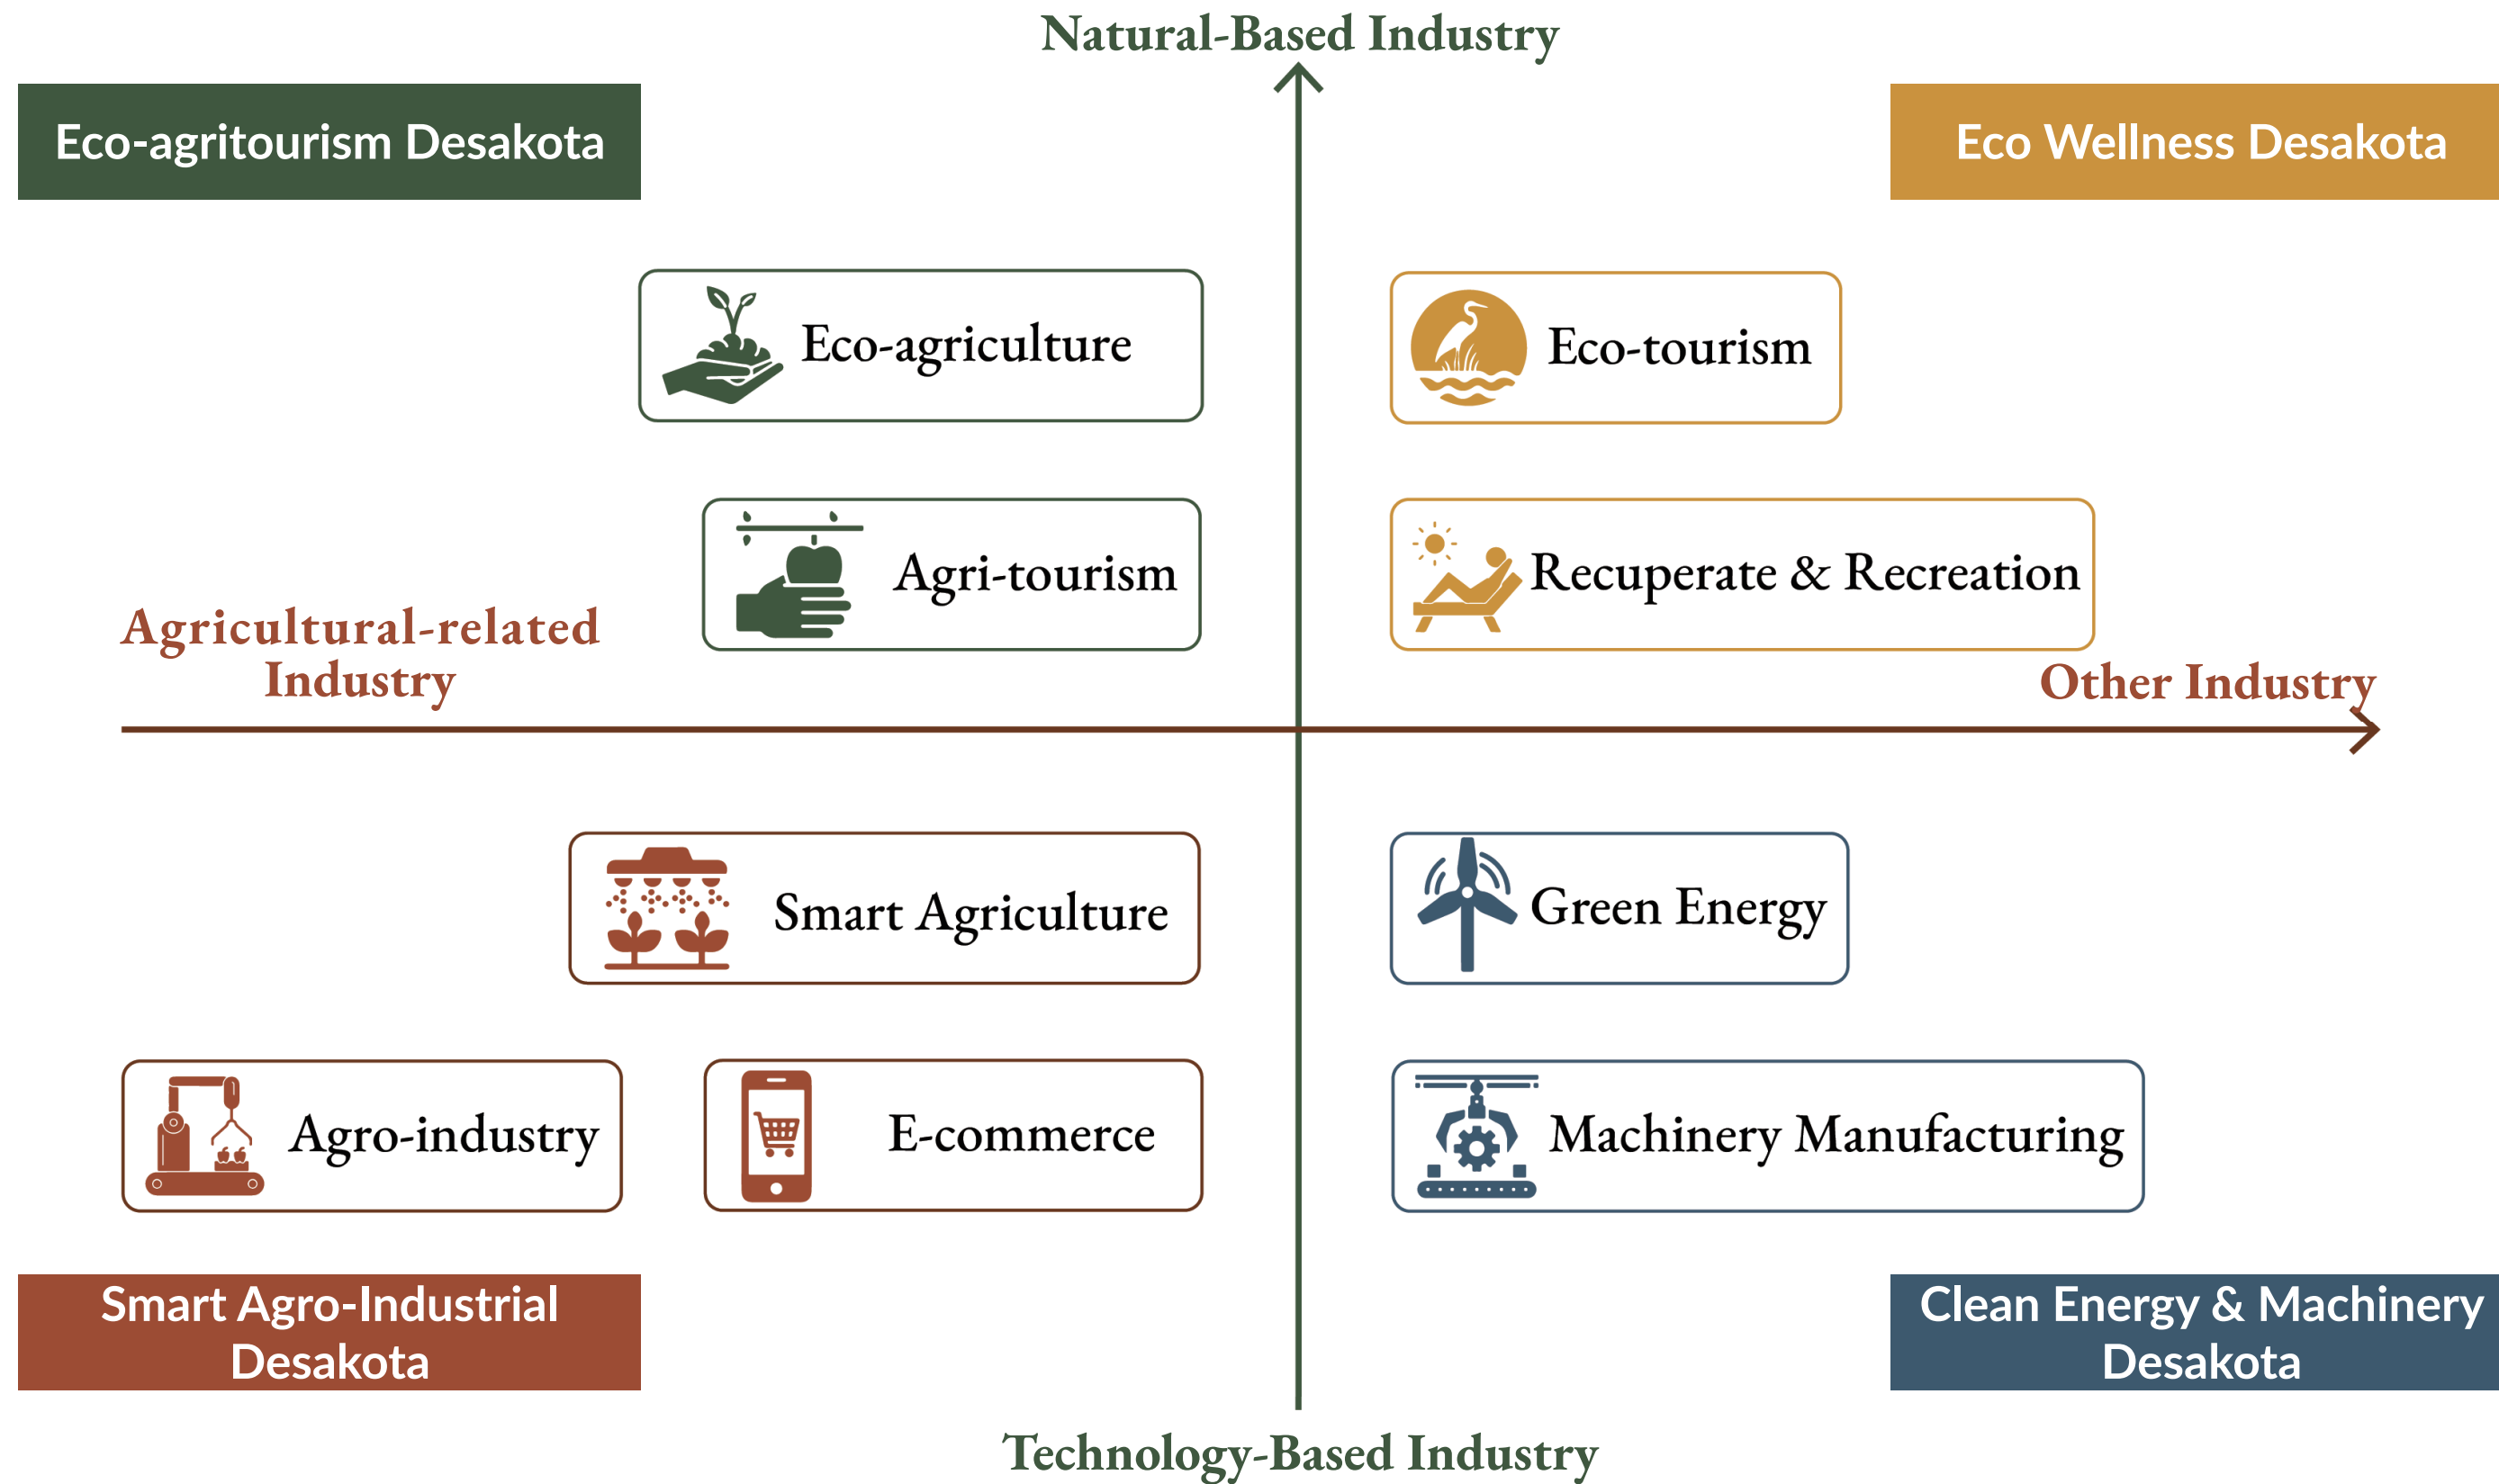 Natural-Based Industry
Eco-agritourism Desakota
Eco Wellness Desakota
Eco-agriculture
Eco-tourism
Agri-tourism
Recuperate & Recreation
Agricultural-related
Industry
Other Industry
Smart Agriculture
Green Energy
Agro-industry
E-commerce
Machinery Manufacturing
Smart Agro-Industrial
Desakota
Clean Energy & Machinery
Desakota
Technology-Based Industry